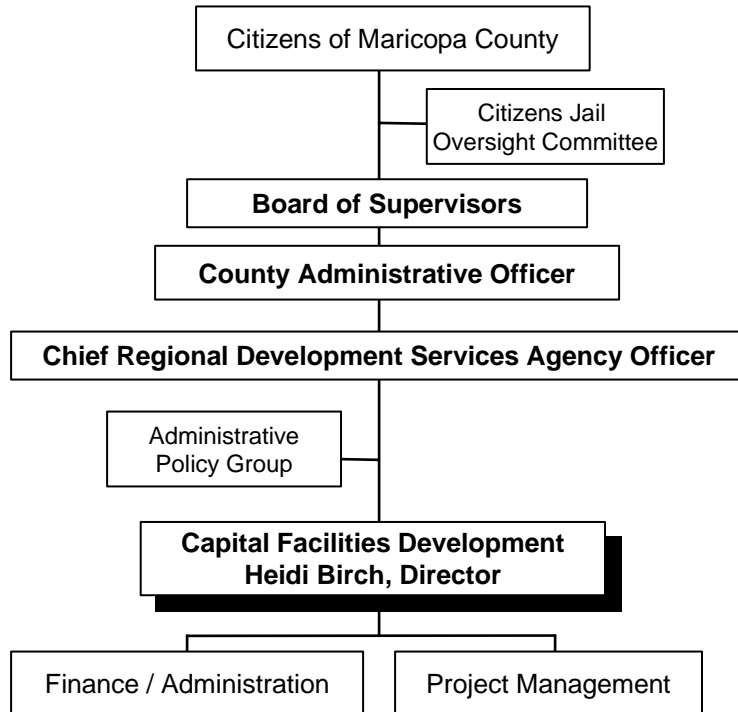 Citizens of Maricopa County
Citizens Jail
Oversight Committee
Board of Supervisors
County Administrative Officer
Chief Regional Development Services Agency Officer
Administrative
Policy Group
Capital Facilities Development
Heidi Birch, Director
Finance / Administration
Project Management